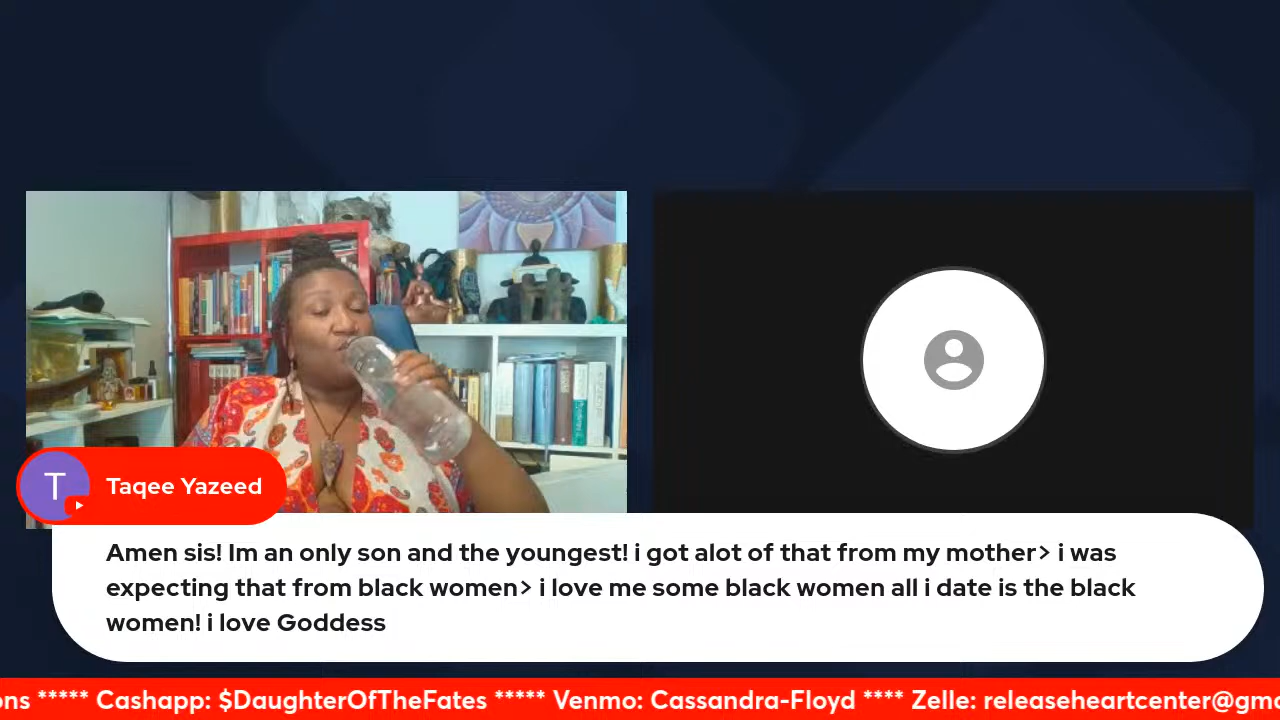 T
Taqee Yazeed
Amen sis! Im an only son and the youngest! i got alot of that from my mother> i was
expecting that from black women> i love me some black women all i date is the black
women! i love Goddess
ons ***** Cashapp: $DaughterOfTheFates ***** Venmo: Cassandra-Floyd **** Zelle: releaseheartcenter@gma